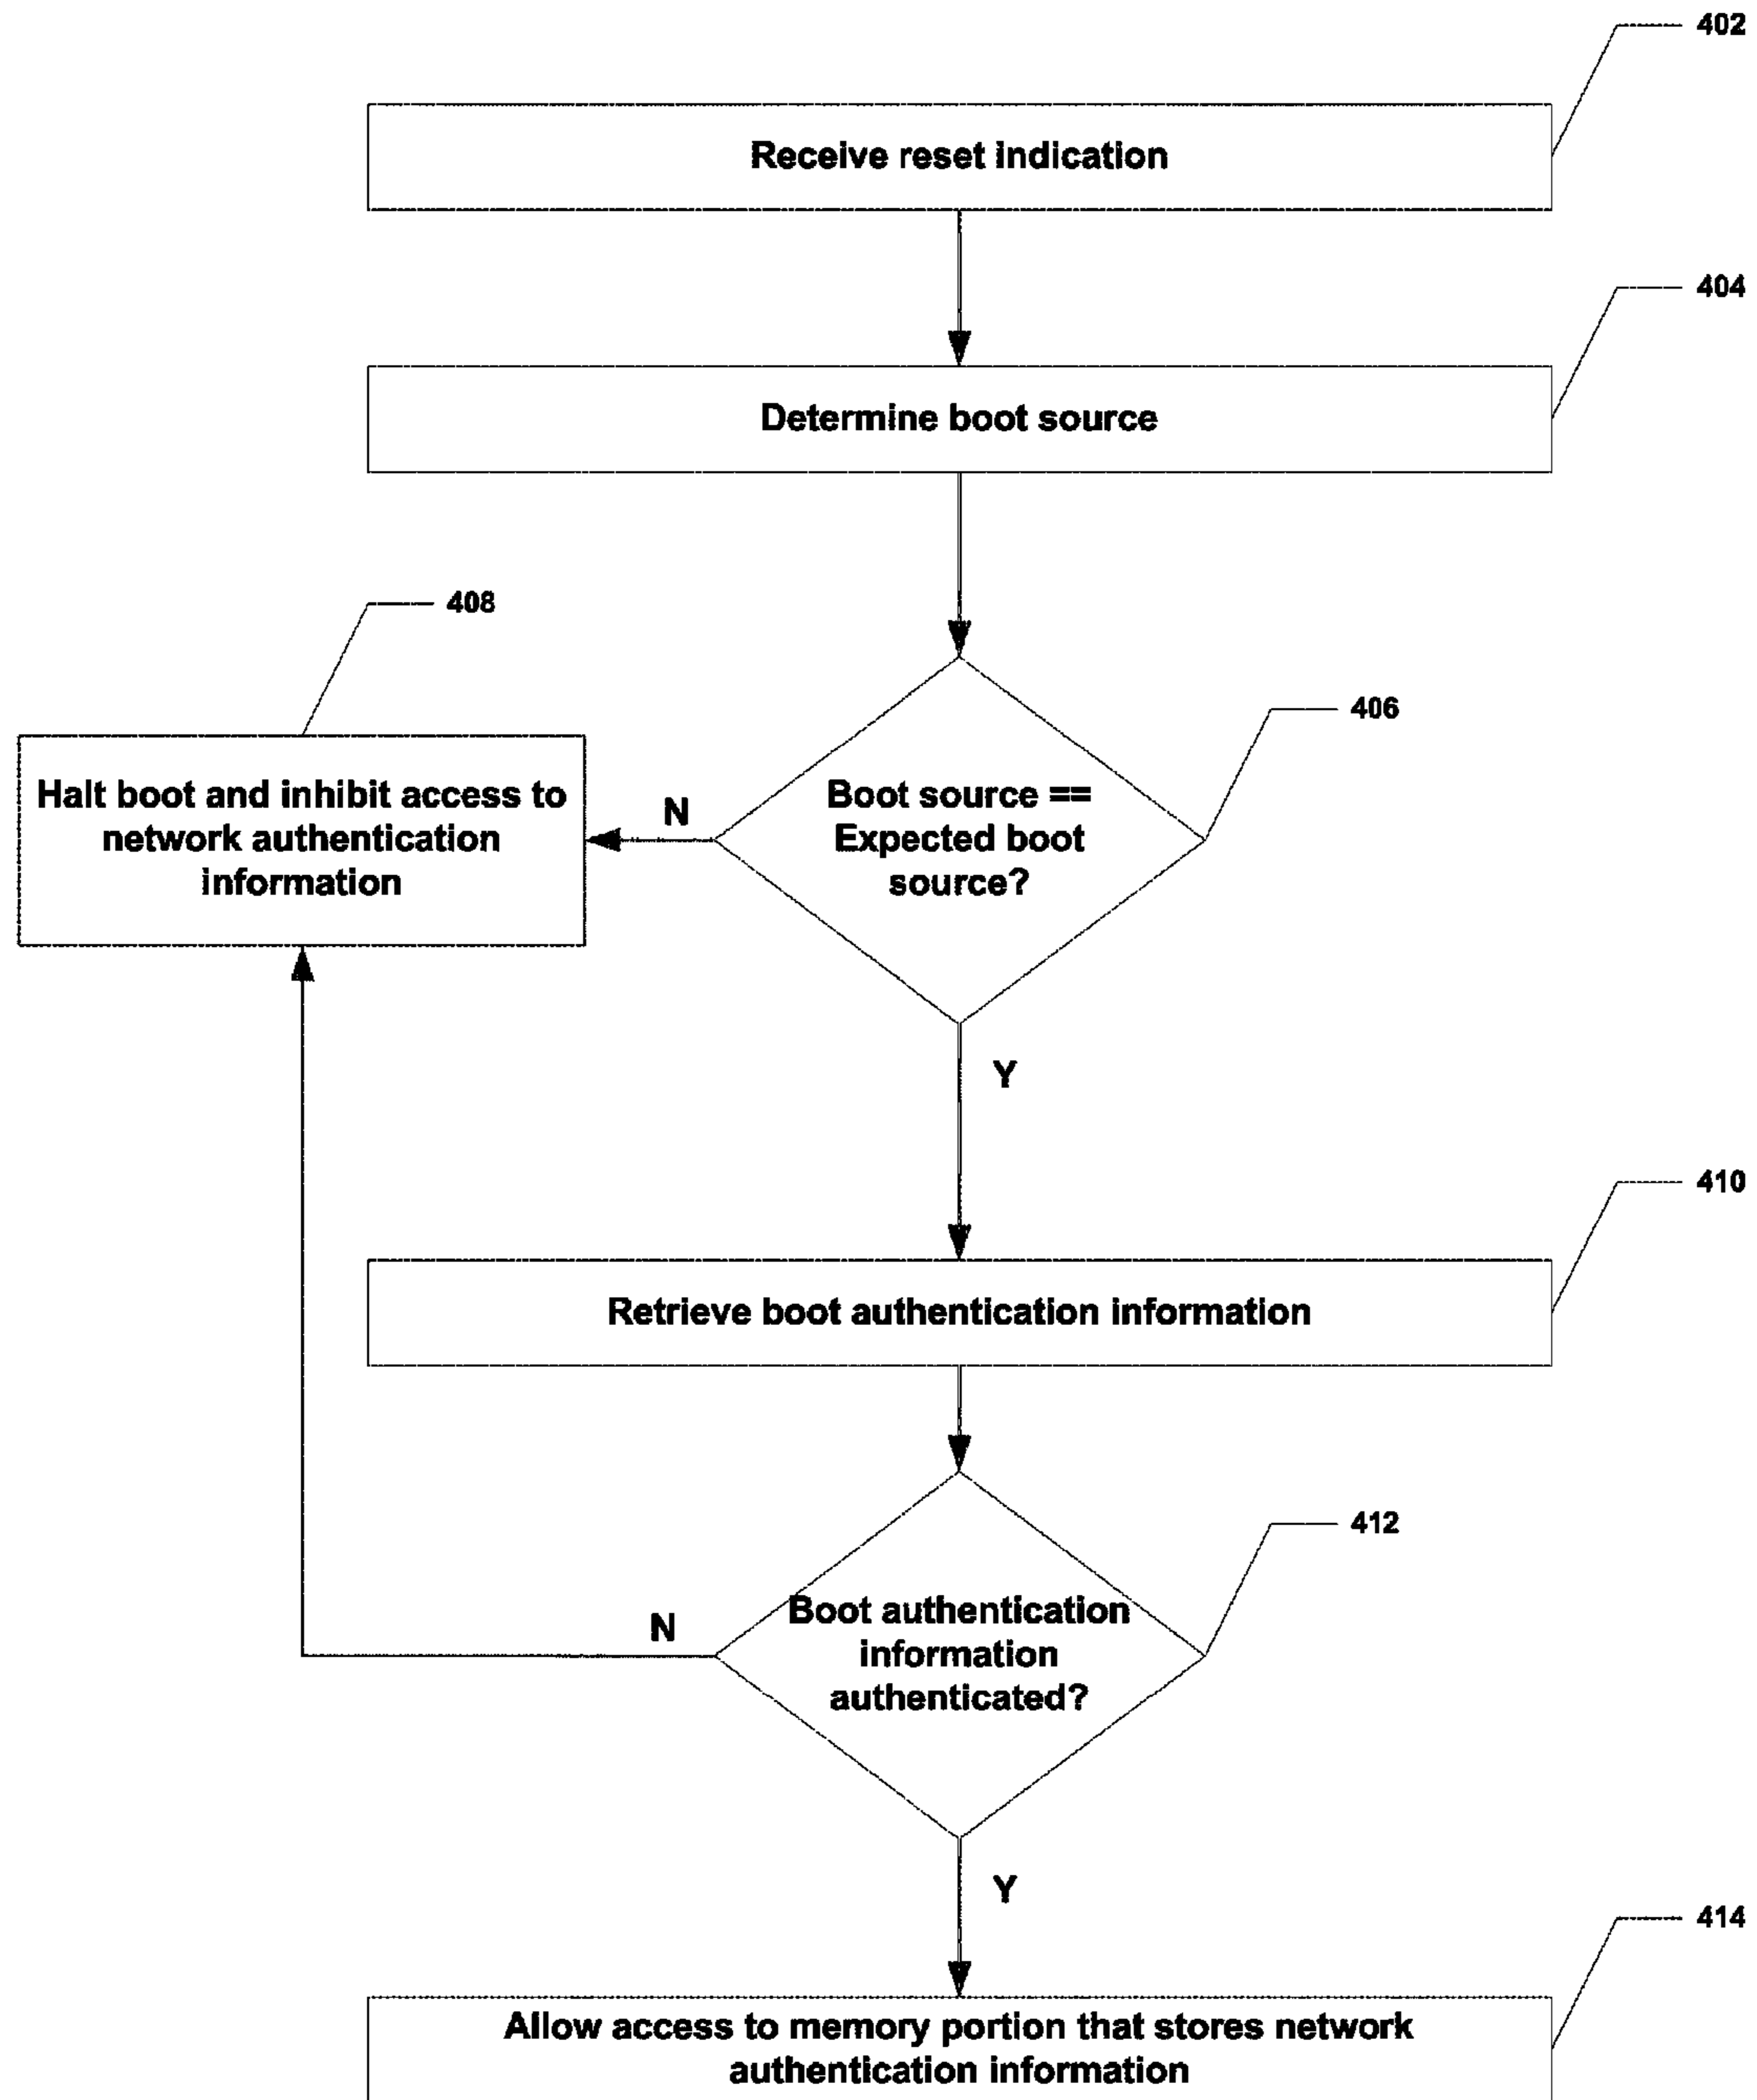 402
Receive reset indication
404
Determine boot source
408
406
Halt boot and inhibit access to
network authentication
information
N
Boot source ==
Expected boot
source?
Y
410
Retrieve boot authentication information
412
N
Boot authentication
information
authenticated?
Y
414
Allow access to memory portion that stores network
authentication information